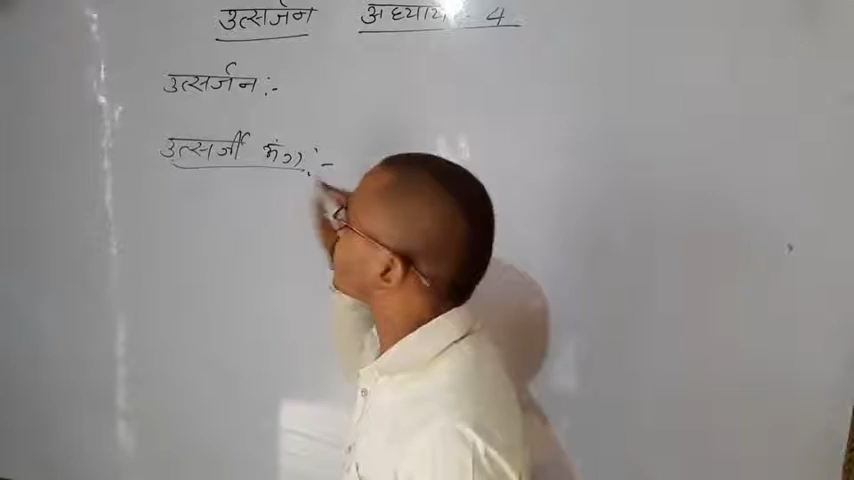 उत्सर्जन अध्याय - 4
उत्सर्जन :-
उत्सर्जी अंग :-